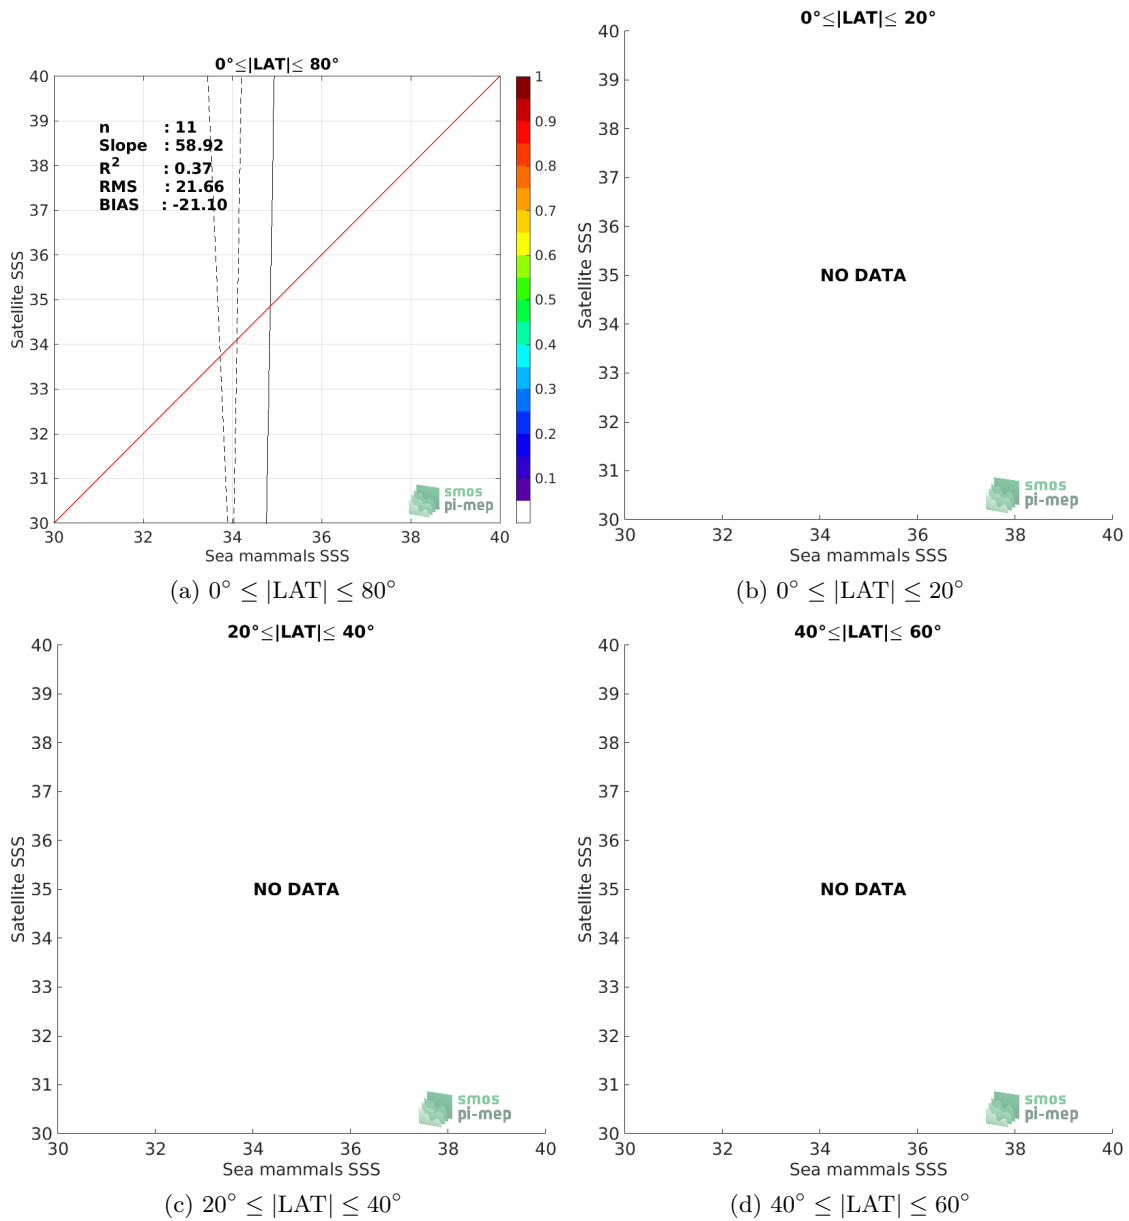 0°≤|LAT|≤ 80°
40
39
38
37
36
35
34
33
32
31
30
Satellite SSS
n : 11
Slope : 58.92
R² : 0.37
RMS : 21.66
BIAS : -21.10
smos
pi-mep
30 32 34 36 38 40
Sea mammals SSS
1
0.9
0.8
0.7
0.6
0.5
0.4
0.3
0.2
0.1
(a) 0° ≤ |LAT| ≤ 80°
0°≤|LAT|≤ 20°
40
39
38
37
36
35
34
33
32
31
30
Satellite SSS
NO DATA
smos
pi-mep
30 32 34 36 38 40
Sea mammals SSS
(b) 0° ≤ |LAT| ≤ 20°
20°≤|LAT|≤ 40°
40
39
38
37
36
35
34
33
32
31
30
Satellite SSS
NO DATA
smos
pi-mep
30 32 34 36 38 40
Sea mammals SSS
(c) 20° ≤ |LAT| ≤ 40°
40°≤|LAT|≤ 60°
40
39
38
37
36
35
34
33
32
31
30
Satellite SSS
NO DATA
smos
pi-mep
30 32 34 36 38 40
Sea mammals SSS
(d) 40° ≤ |LAT| ≤ 60°